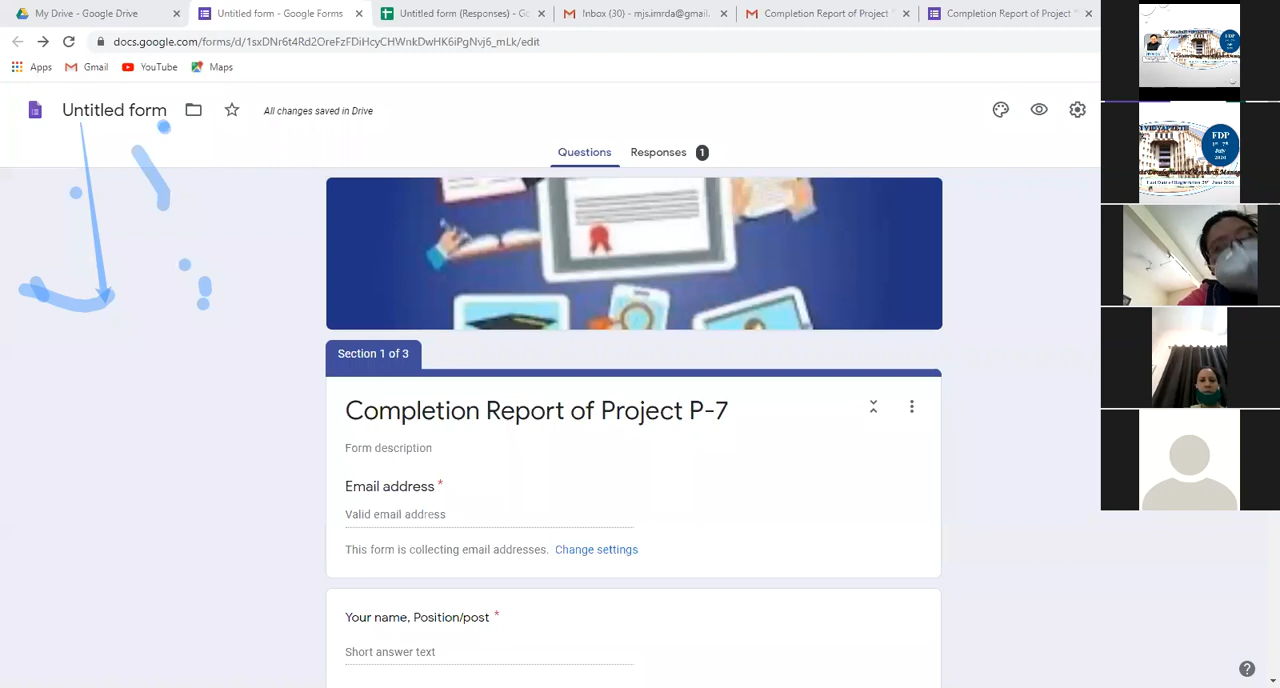 My Drive - Google Drive
Untitled form - Google Forms
Untitled form (Responses) - Go
Inbox (30) - mjs.imrda@gmail.
Completion Report of Project
Completion Report of Project
docs.google.com/forms/d/1sxDNr6t4Rd2OreFzFDiHcyCHWnkDwHK6iPgNvj6_mLk/edit
Apps
Gmail
YouTube
Maps
Untitled form
All changes saved in Drive
Questions
Responses 1
Section 1 of 3
Completion Report of Project P-7
Form description
Email address *
Valid email address
This form is collecting email addresses. Change settings
Your name, Position/post *
Short answer text
FDP
July